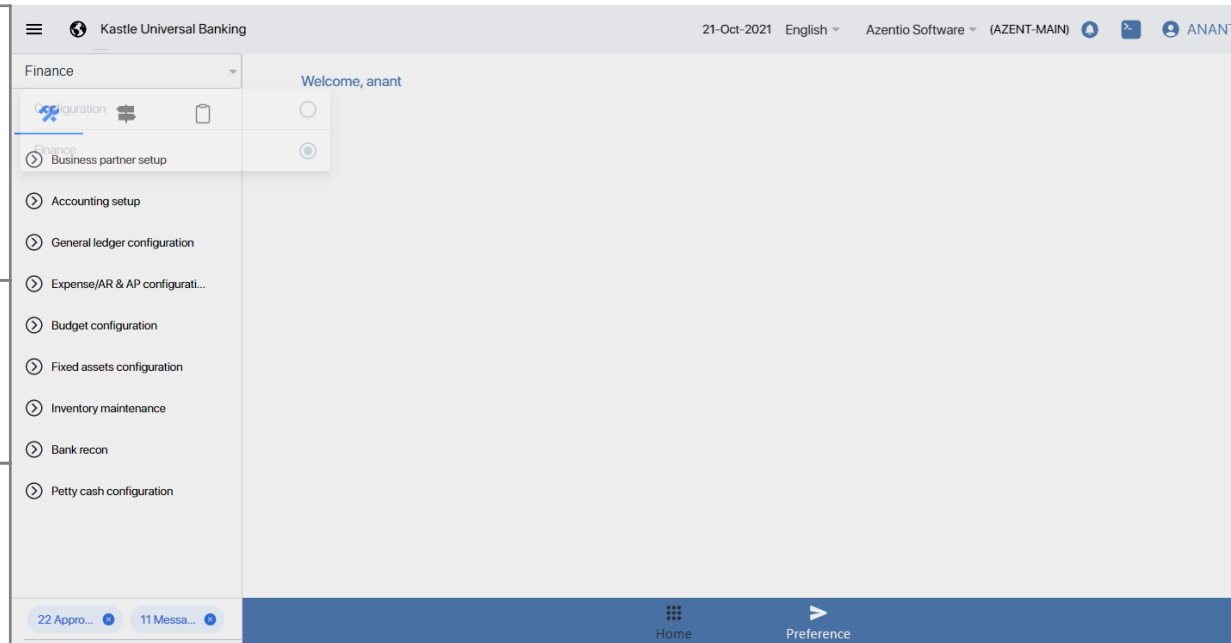 Kastle Universal Banking 21-Oct-2021 English Azentio Software (AZENT-MAIN) ANANT
Finance
Welcome, anant
Configuration
Finance
Business partner setup
Accounting setup
General ledger configuration
Expense/AR & AP configurati...
Budget configuration
Fixed assets configuration
Inventory maintenance
Bank recon
Petty cash configuration
22 Appro... 11 Messa...
Home Preference